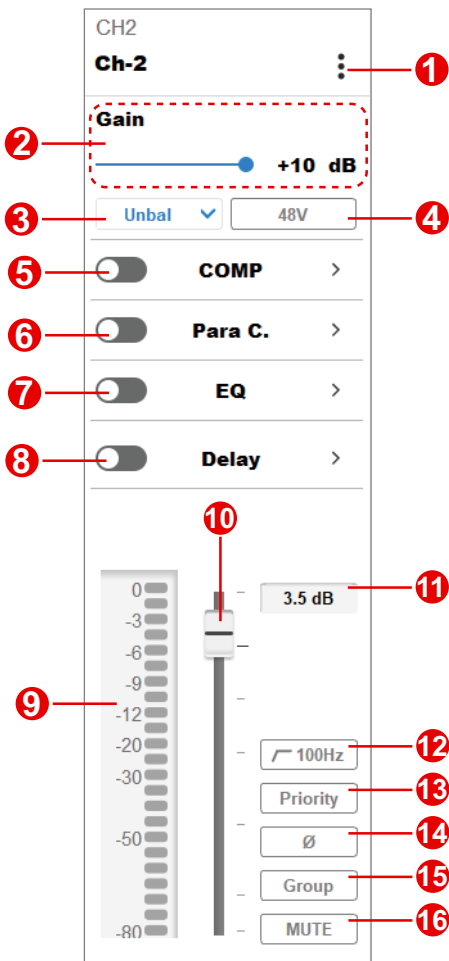 CH2
Ch-2
1
Gain
2
+10 dB
3
Unbal
48V
4
5
COMP
6
Para C.
7
EQ
8
Delay
10
11
0
3.5 dB
-3
-6
-9
9
-12
-20
12
100Hz
-30
13
Priority
14
-50
Ø
15
Group
16
-80
MUTE